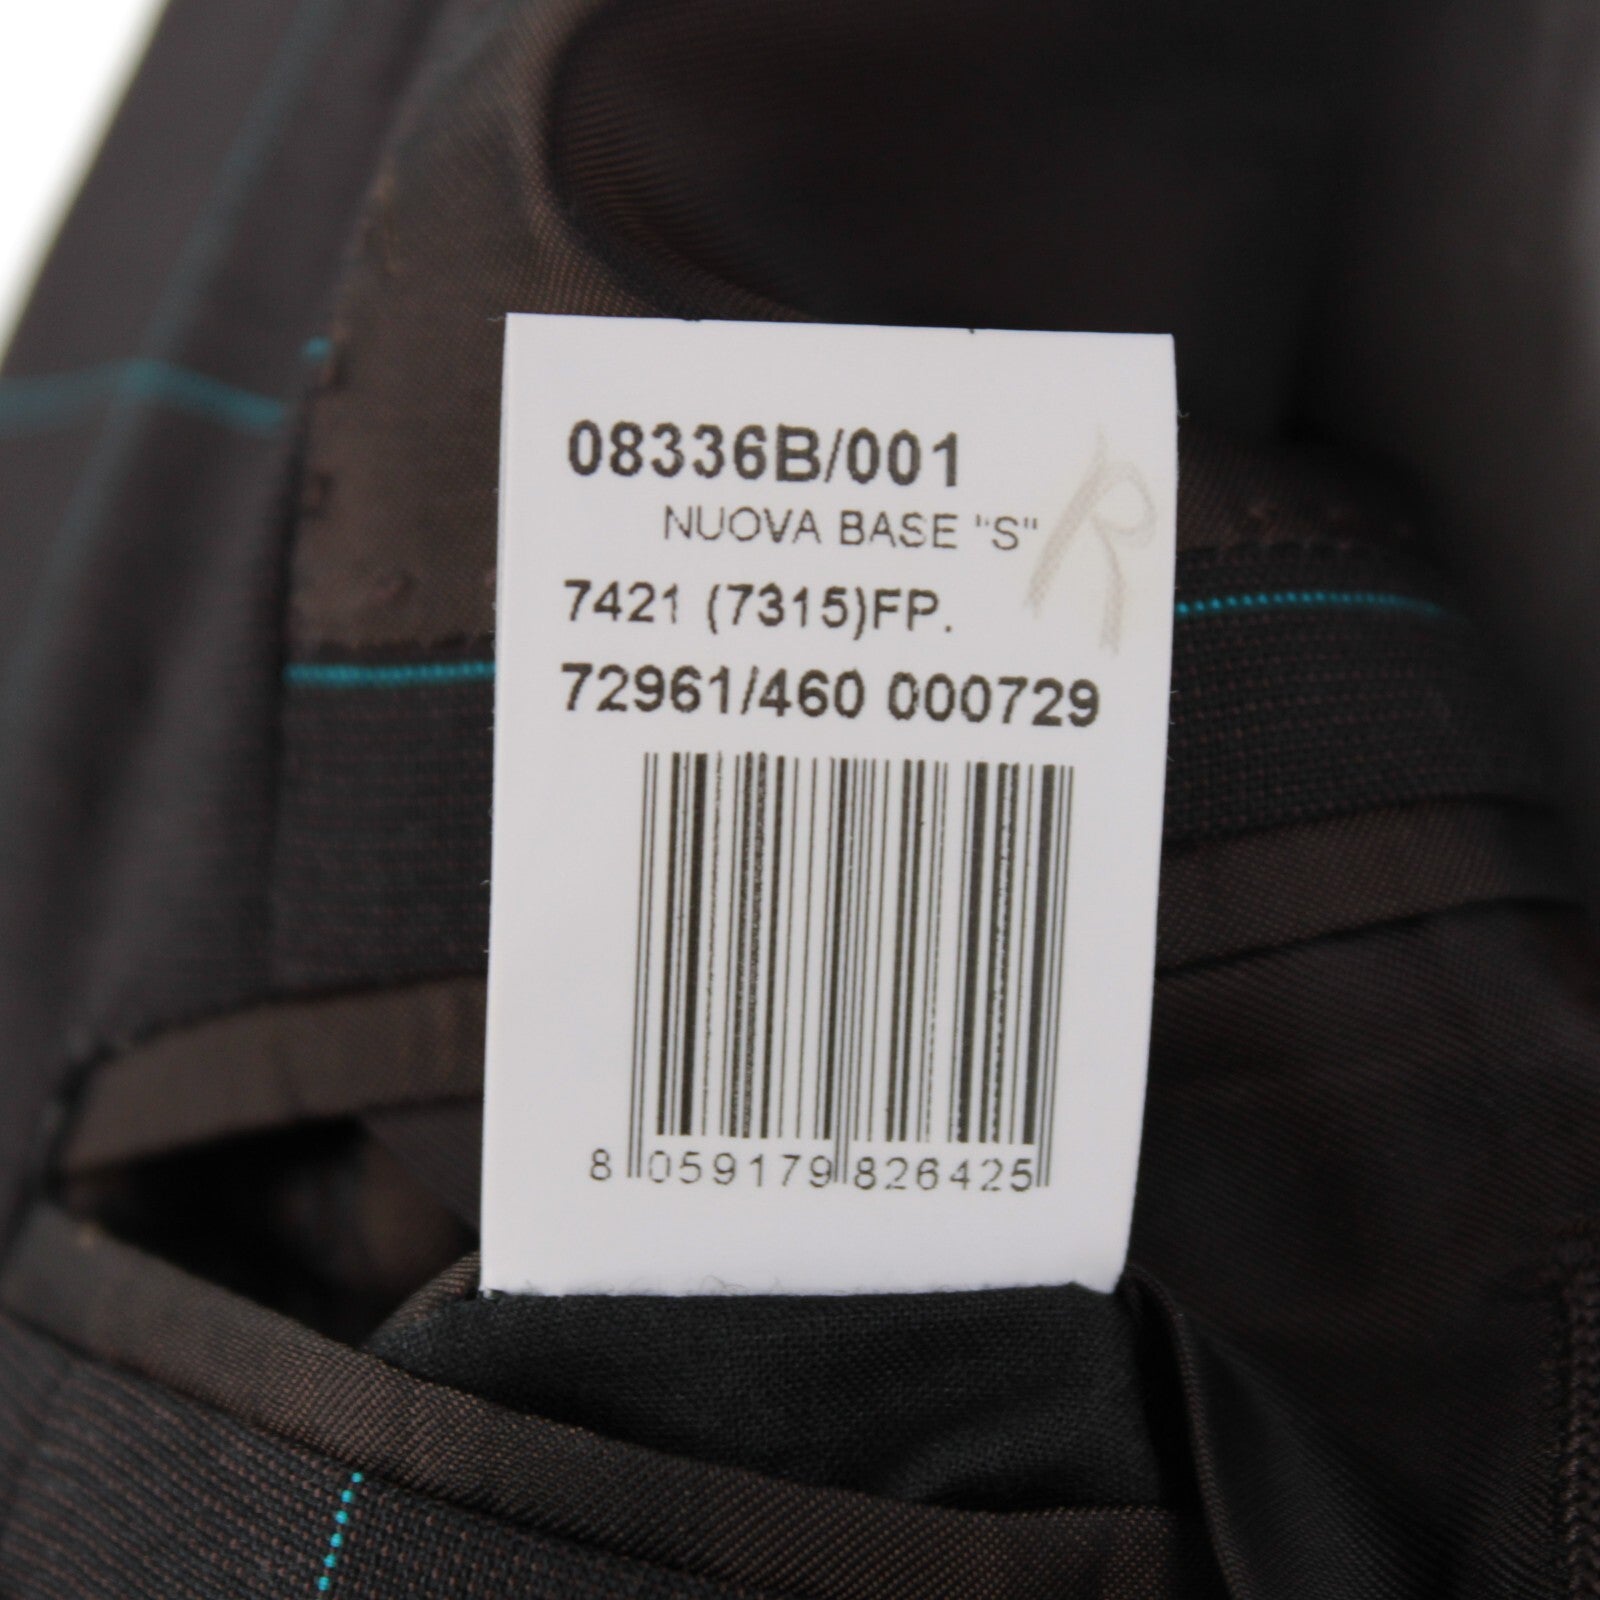 08336B/001
NUOVA BASE "S"
R
7421 (7315)FP.
72961/460 000729
8 059179 826425